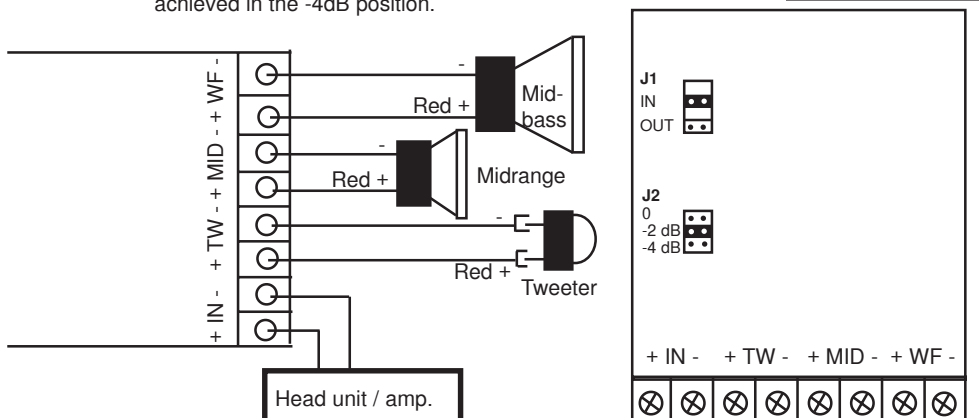 achieved in the -4dB position.
+ WF -
+ MID -
+ TW -
+ IN -
-
Red +
Mid-
bass
-
Red +
Midrange
-
Red +
Tweeter
Head unit / amp.
J1
IN
OUT
J2
0
-2 dB
-4 dB
+ IN - + TW - + MID - + WF -